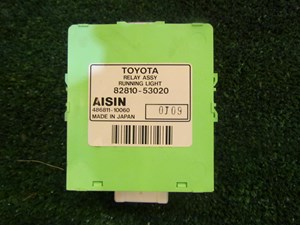 TOYOTA
RELAY ASSY
RUNNING LIGHT
82810-53020
AISIN
486811-10060
MADE IN JAPAN
0J09